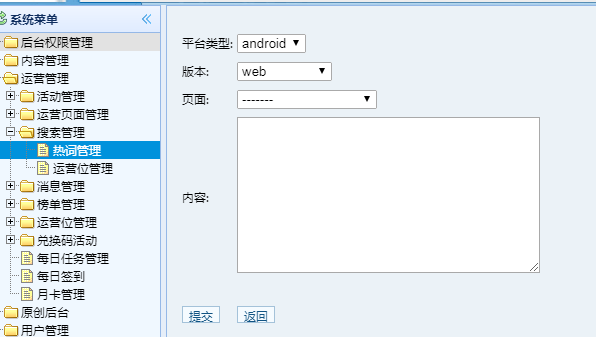 系统菜单
后台权限管理
内容管理
运营管理
活动管理
运营页面管理
搜索管理
热词管理
运营位管理
消息管理
榜单管理
运营位管理
兑换码活动
每日任务管理
每日签到
月卡管理
原创后台
用户管理
平台类型: android
版本: web
页面: -------
内容:
提交 返回